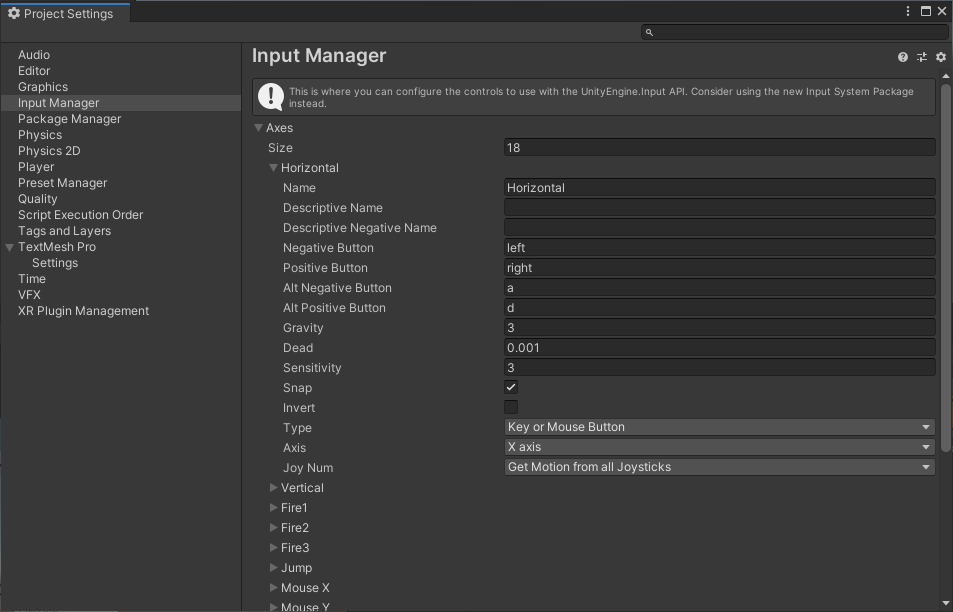 Project Settings
Audio
Editor
Graphics
Input Manager
Package Manager
Physics
Physics 2D
Player
Preset Manager
Quality
Script Execution Order
Tags and Layers
TextMesh Pro
Settings
Time
VFX
XR Plugin Management
Input Manager
This is where you can configure the controls to use with the UnityEngine.Input API. Consider using the new Input System Package
instead.
Axes
Size 18
Horizontal
Name Horizontal
Descriptive Name
Descriptive Negative Name
Negative Button left
Positive Button right
Alt Negative Button a
Alt Positive Button d
Gravity 3
Dead 0.001
Sensitivity 3
Snap
Invert
Type Key or Mouse Button
Axis X axis
Joy Num Get Motion from all Joysticks
Vertical
Fire1
Fire2
Fire3
Jump
Mouse X
Mouse Y